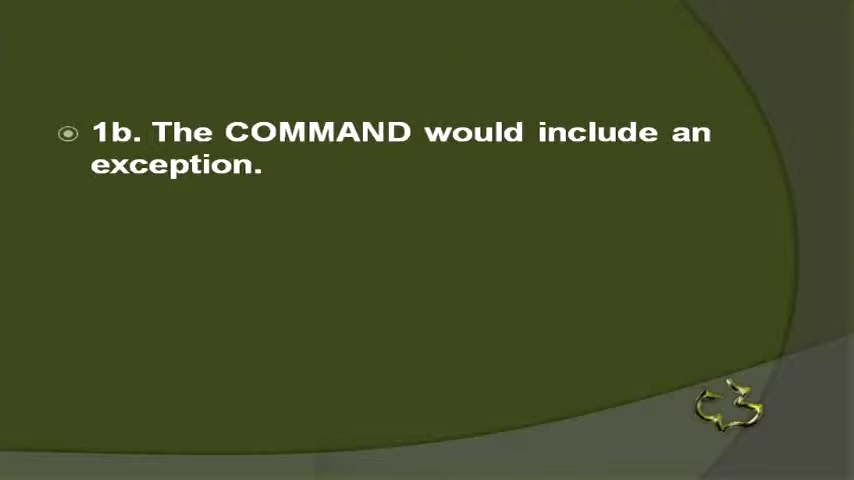 1b. The COMMAND would include an
exception.